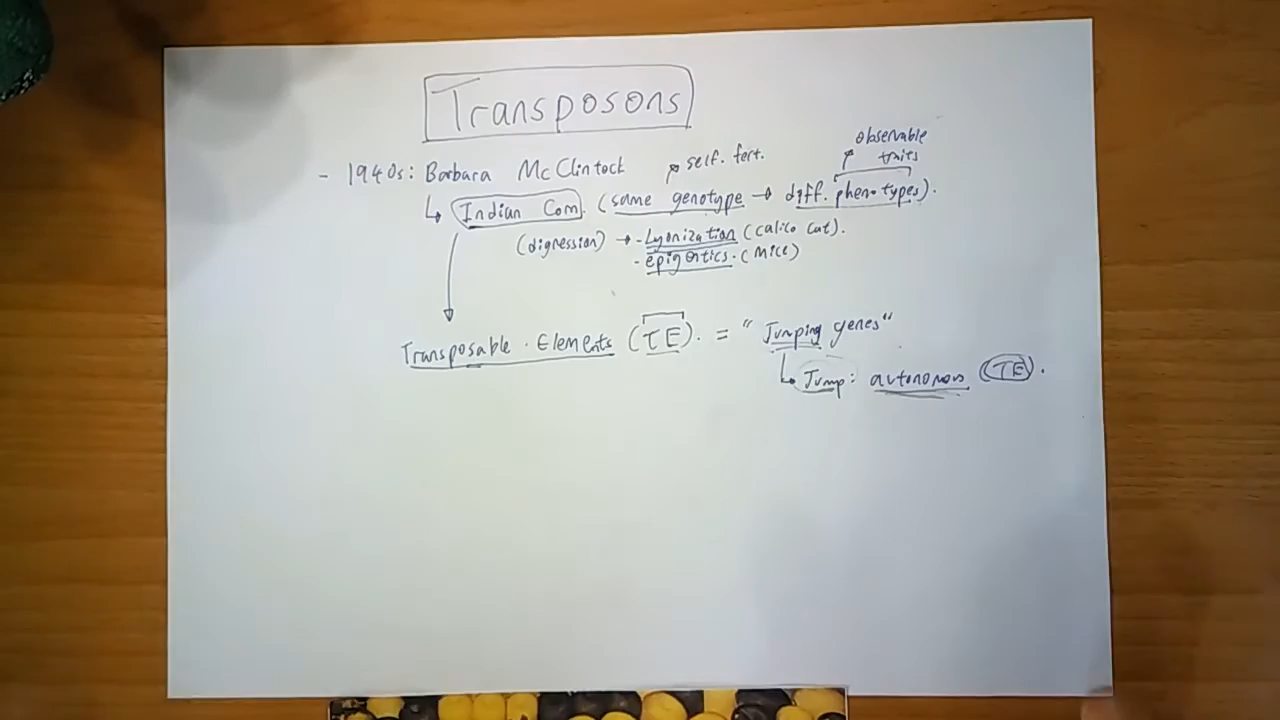 Transposons
- 1940s: Barbara McClintock
self. fert.
observable traits
Indian Corn. (same genotype → diff. phenotypes).
(digression) → - Lyonization (calico cat).
- epigentics. (mice)
Transposable Elements (TE). = "Jumping genes"
Jump: autonomous (TE).